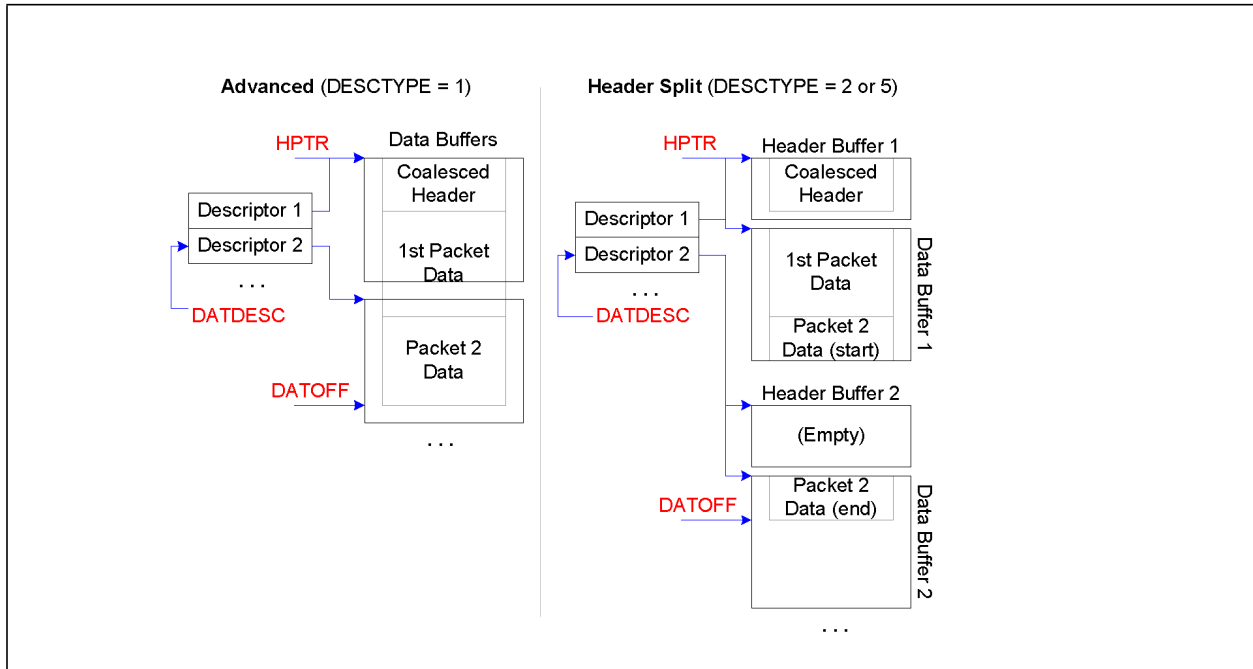 Advanced (DESCTYPE = 1)
HPTR
Data Buffers
Coalesced
Header
Descriptor 1
Descriptor 2
1st Packet
Data
. . .
DATDESC
Packet 2
Data
DATOFF
. . .
Header Split (DESCTYPE = 2 or 5)
HPTR
Header Buffer 1
Coalesced
Header
Descriptor 1
Descriptor 2
1st Packet
Data
. . .
DATDESC
Packet 2
Data (start)
Data Buffer 1
Header Buffer 2
(Empty)
Packet 2
Data (end)
DATOFF
Data Buffer 2
. . .